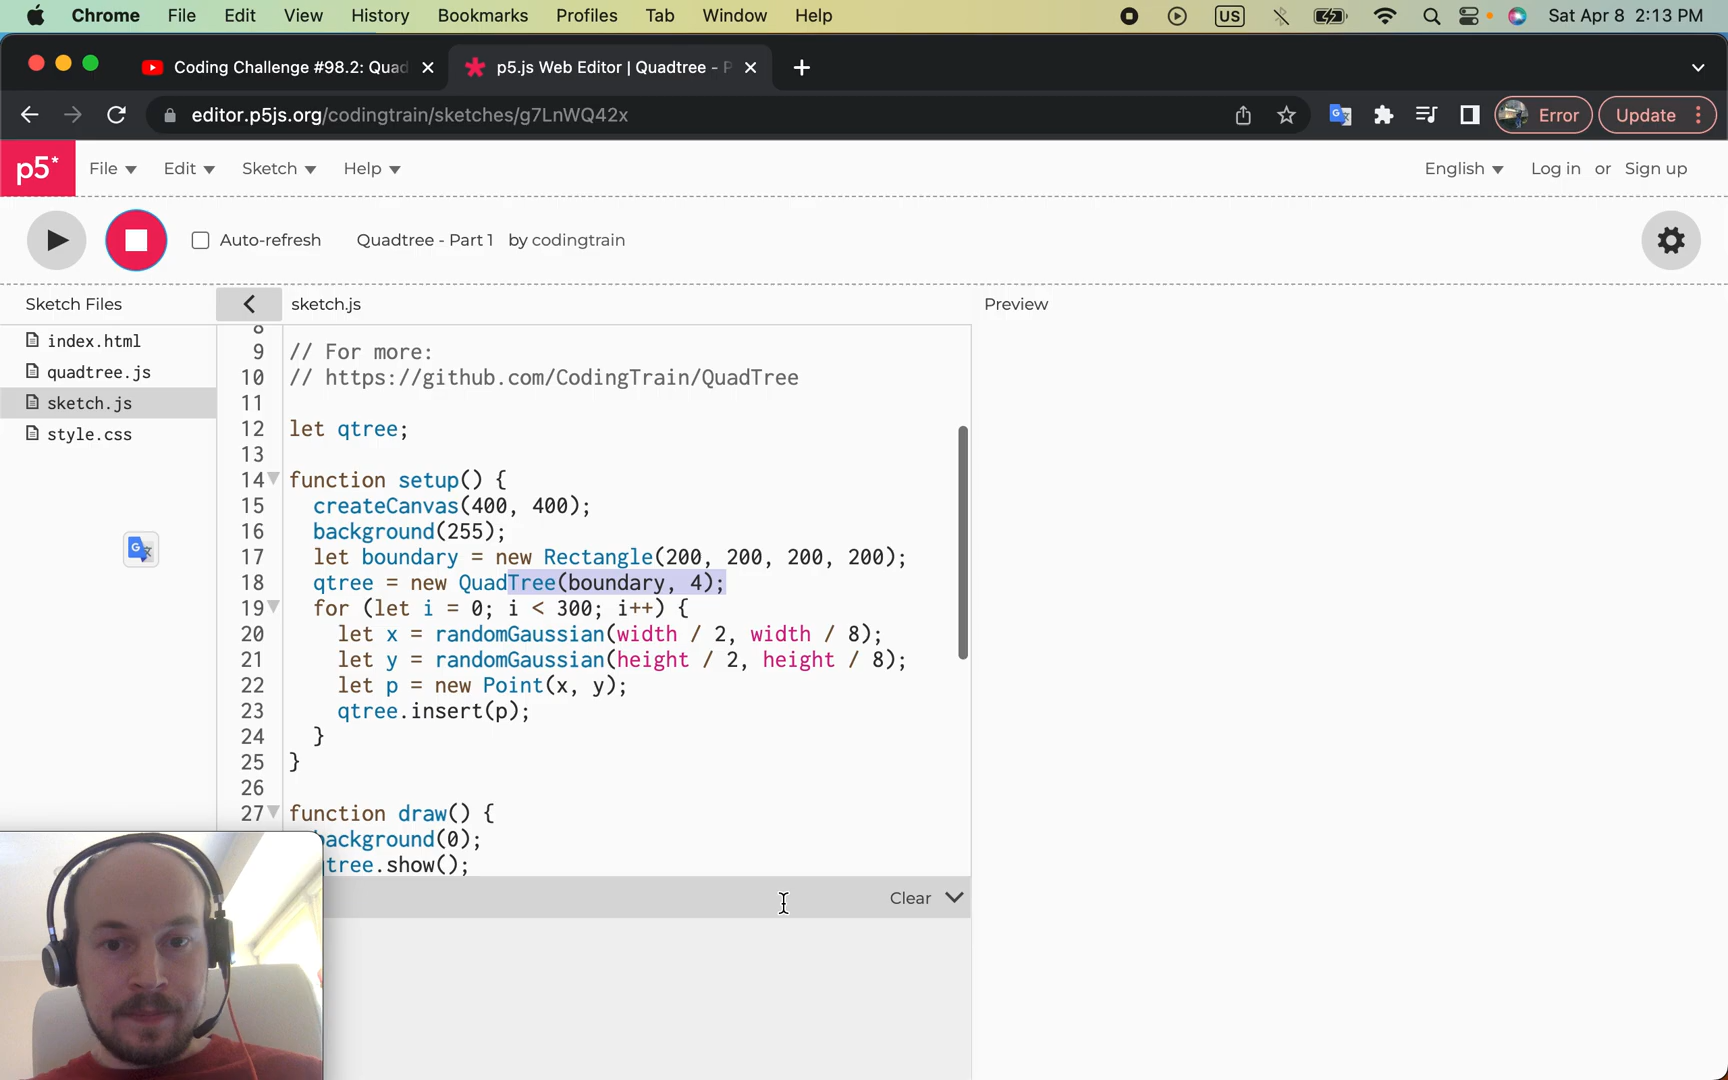 Chrome File Edit View History Bookmarks Profiles Tab Window Help US Sat Apr 8 2:13 PM
Coding Challenge #98.2: Quad p5.js Web Editor | Quadtree - P
editor.p5js.org/codingtrain/sketches/g7LnWQ42x Error Update
p5* File Edit Sketch Help English Log in or Sign up
Auto-refresh Quadtree - Part 1 by codingtrain
Sketch Files sketch.js Preview
index.html
quadtree.js
sketch.js
style.css
8
9 // For more:
10 // https://github.com/CodingTrain/QuadTree
11
12 let qtree;
13
14 function setup() {
15 createCanvas(400, 400);
16 background(255);
17 let boundary = new Rectangle(200, 200, 200, 200);
18 qtree = new QuadTree(boundary, 4);
19 for (let i = 0; i < 300; i++) {
20 let x = randomGaussian(width / 2, width / 8);
21 let y = randomGaussian(height / 2, height / 8);
22 let p = new Point(x, y);
23 qtree.insert(p);
24 }
25 }
26
27 function draw() {
background(0);
tree.show();
Clear